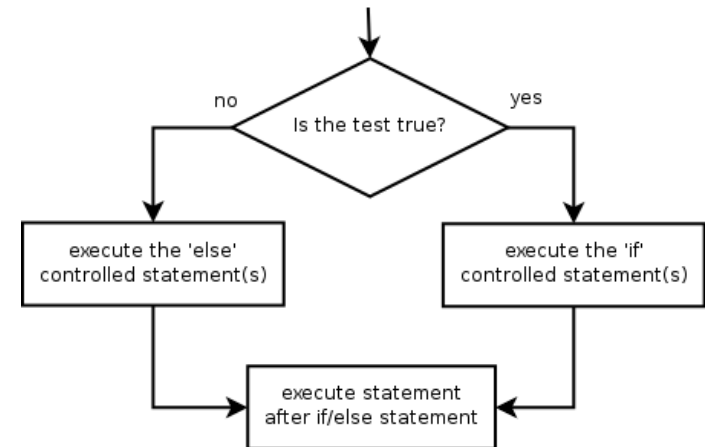 no
yes
Is the test true?
execute the 'else'
controlled statement(s)
execute the 'if'
controlled statement(s)
execute statement
after if/else statement